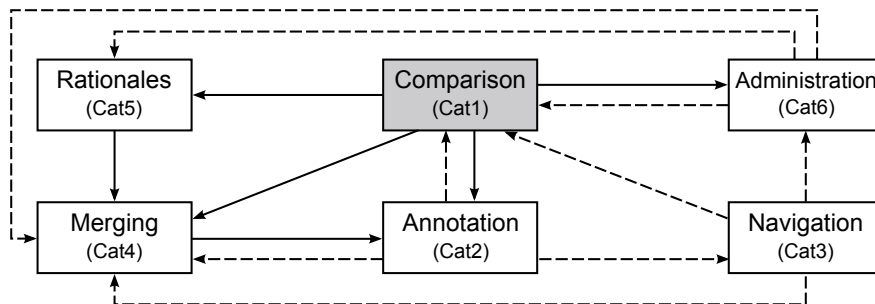 Rationales
(Cat5)
Comparison
(Cat1)
Administration
(Cat6)
Merging
(Cat4)
Annotation
(Cat2)
Navigation
(Cat3)